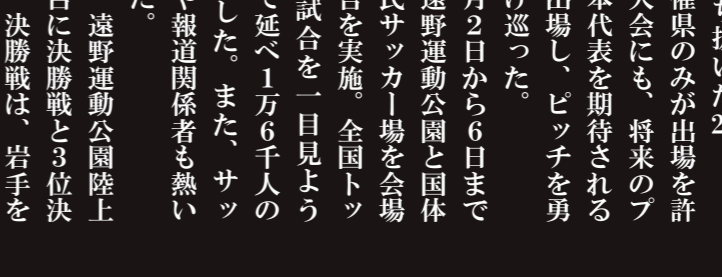 も抜いた2
催県のみが出場を許
大会にも、将来のプ
本代表を期待される
出場し、ピッチを勇
け巡った。
月2日から6日まで
遠野運動公園と国体
民サッカー場を会場
合を実施。全国トッ
試合を一目見よう
て延べ1万6千人の
した。また、サッ
や報道関係者も熱い
た。
遠野運動公園陸上
台に決勝戦と3位決
決勝戦は、岩手を